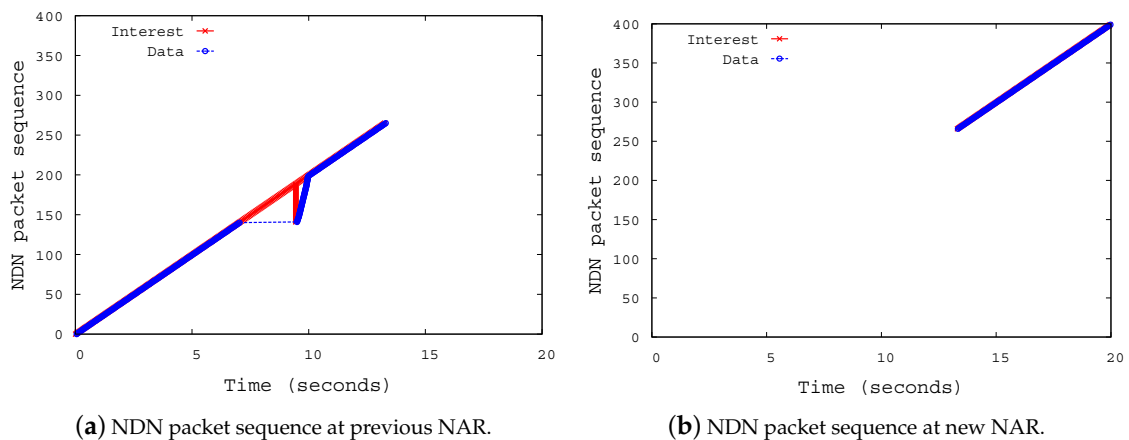 400
350
300
250
200
150
100
50
0
NDN packet sequence
Interest
Data
0 5 10 15 20
Time (seconds)
(a) NDN packet sequence at previous NAR.
400
350
300
250
200
150
100
50
0
NDN packet sequence
Interest
Data
0 5 10 15 20
Time (seconds)
(b) NDN packet sequence at new NAR.